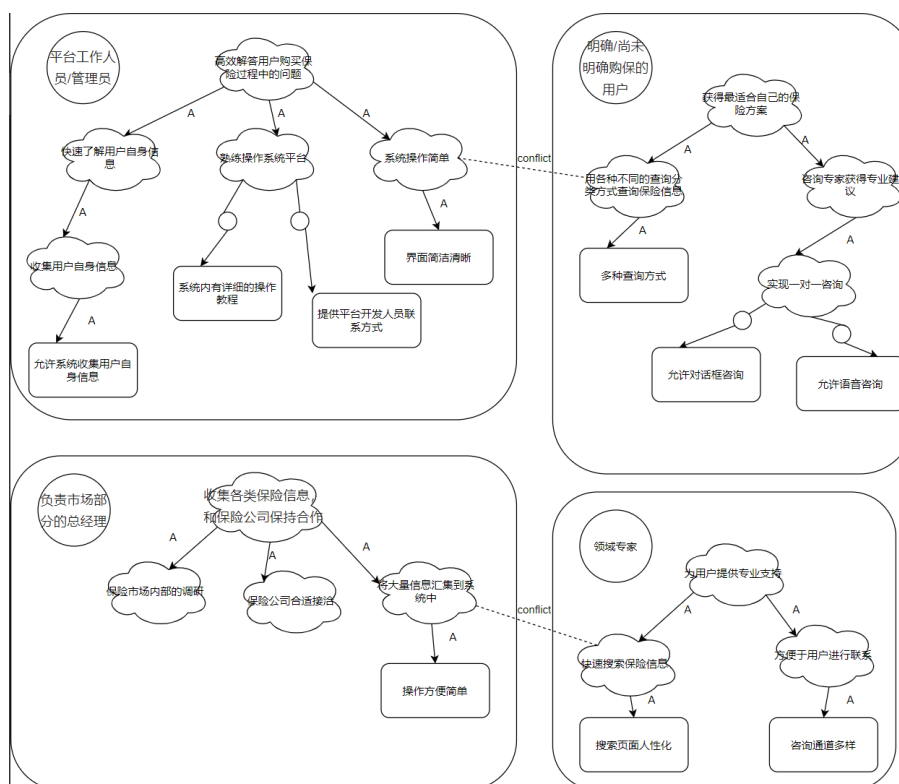 平台工作人
员/管理员
高效解答用户购买保
险过程中的问题
A
A
A
快速了解用户自身信
息
熟练操作系统平台
系统操作简单
A
A
收集用户自身信息
界面简洁清晰
系统内有详细的操作
教程
提供平台开发人员联
系方式
A
允许系统收集用户自
身信息
conflict
明确/尚未
明确购保的
用户
获得最适合自己的保
险方案
A
A
用各种不同的查询分
类方式查询保险信息
咨询专家获得专业建
议
A
A
多种查询方式
实现一对一咨询
允许对话框咨询
允许语音咨询
负责市场部
分的总经理
收集各类保险信息,
和保险公司保持合作
A
A
A
保险市场内部的调研
保险公司合适接洽
将大量信息汇集到系
统中
A
操作方便简单
conflict
领域专家
为用户提供专业支持
A
A
快速搜索保险信息
方便于用户进行联系
A
A
搜索页面人性化
咨询通道多样